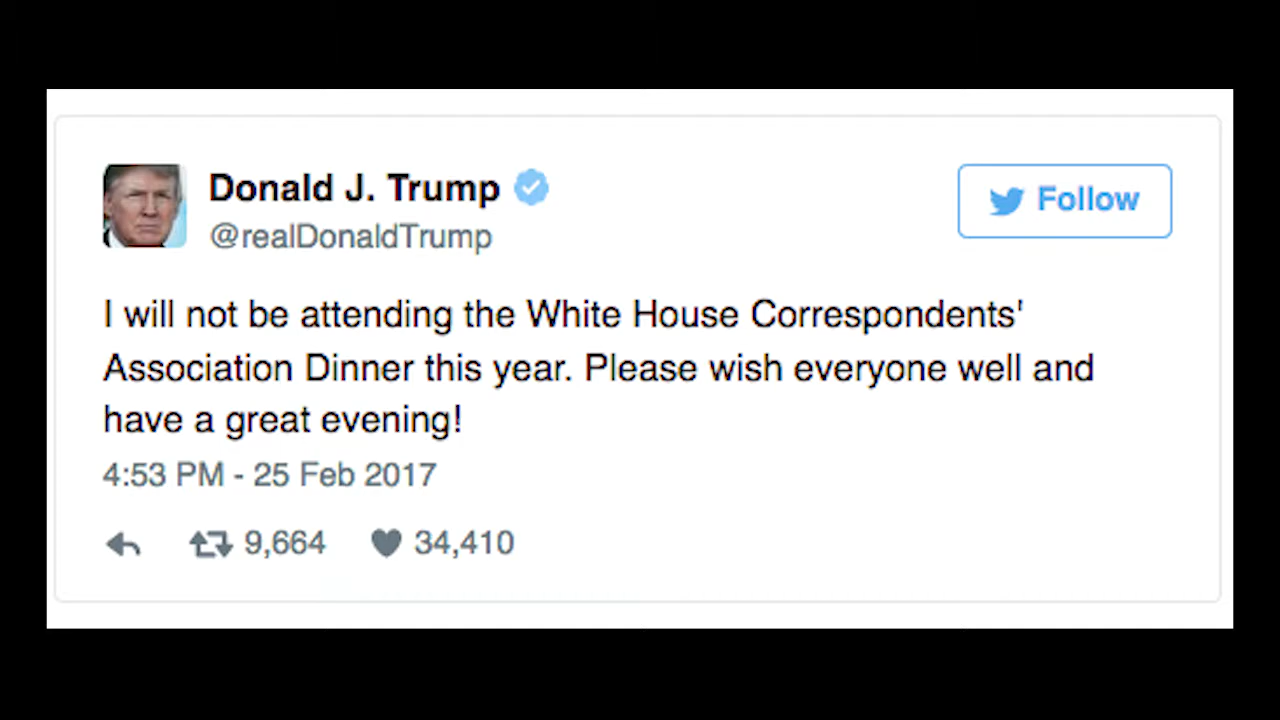 Donald J. Trump
@realDonaldTrump
Follow
I will not be attending the White House Correspondents'
Association Dinner this year. Please wish everyone well and
have a great evening!
4:53 PM - 25 Feb 2017
9,664 34,410